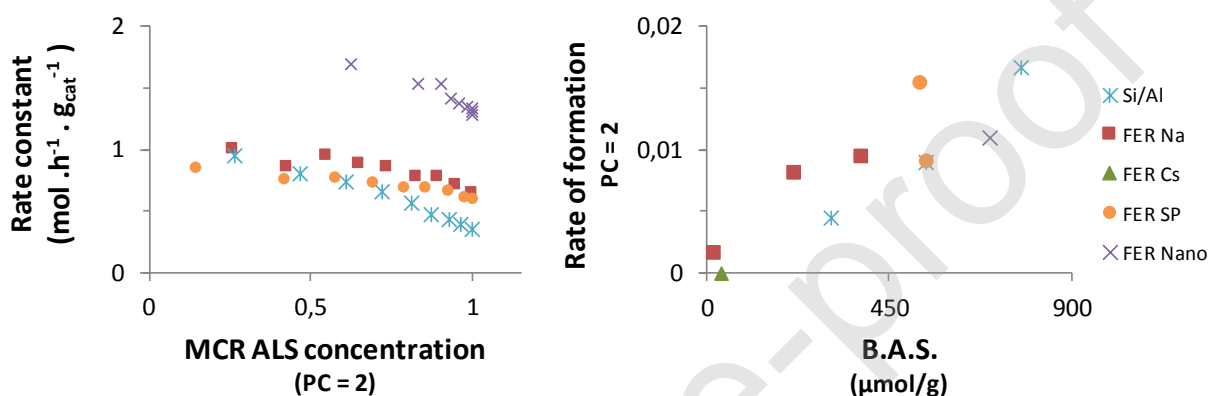 2
1
0
0
0,5
1
Rate constant
(mol .h⁻¹ . g_cat⁻¹)
MCR ALS concentration
(PC = 2)
0,02
0,01
0
0
450
900
Rate of formation
PC = 2
B.A.S.
(µmol/g)
Si/Al
FER Na
FER Cs
FER SP
FER Nano
e-proof